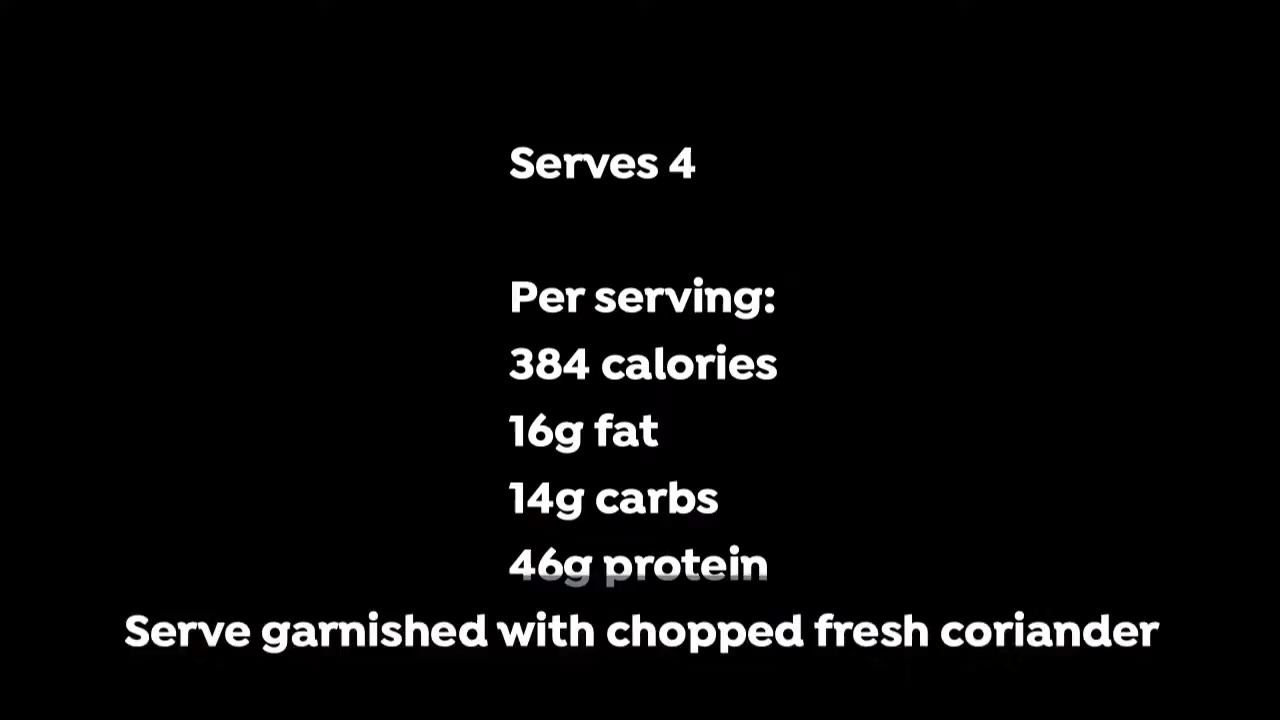 Serves 4
Per serving:
384 calories
16g fat
14g carbs
46g protein
Serve garnished with chopped fresh coriander